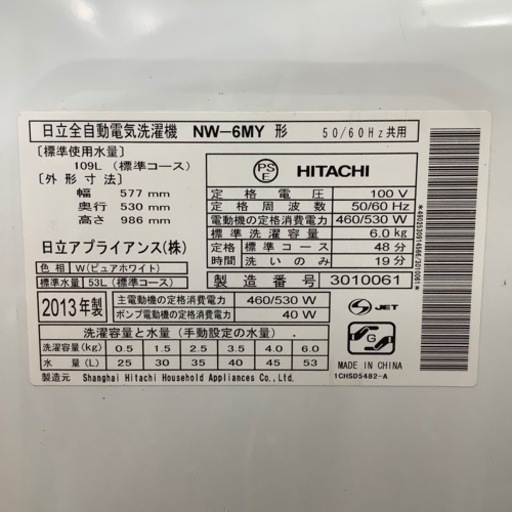 日立全自動電気洗濯機 NW-6MY 形 50/60Hz共用
〔標準使用水量〕
109L (標準コース)
〔外形寸法〕
幅 577 mm
奥行 530 mm
高さ 986 mm
日立アプライアンス(株)
色相 W(ピュアホワイト)
標準水量 53L (標準コース)
PS
E
HITACHI
定格電圧 100 V
定格周波数 50/60 Hz
電動機の定格消費電力 460/530 W
標準洗濯容量 6.0 kg
定格時間 標準コース 48分
洗いのみ 19分
製造番号 3010061
2013年製
主電動機の定格消費電力 460/530 W
ポンプ電動機の定格消費電力 40 W
S JET
洗濯容量と水量 (手動設定の水量)
洗濯容量(kg) 0.5 1.5 2.5 3.5 4.0 6.0
水量 (L) 25 30 35 40 45 53
G
MADE IN CHINA
1CHSD5482-A
製造元 Shanghai Hitachi Household Appliances Co.,Ltd.